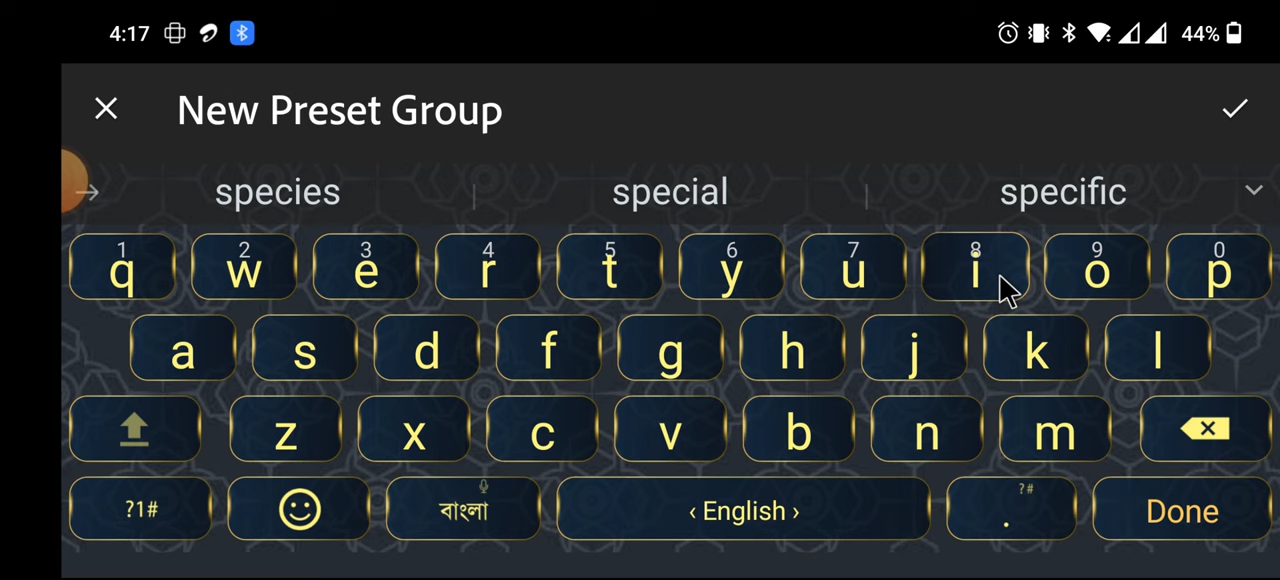 4:17 44%
New Preset Group
species special specific
1 2 3 4 5 6 7 8 9 0
q w e r t y u i o p
a s d f g h j k l
z x c v b n m
?1# বাংলা ‹ English › ?# . Done